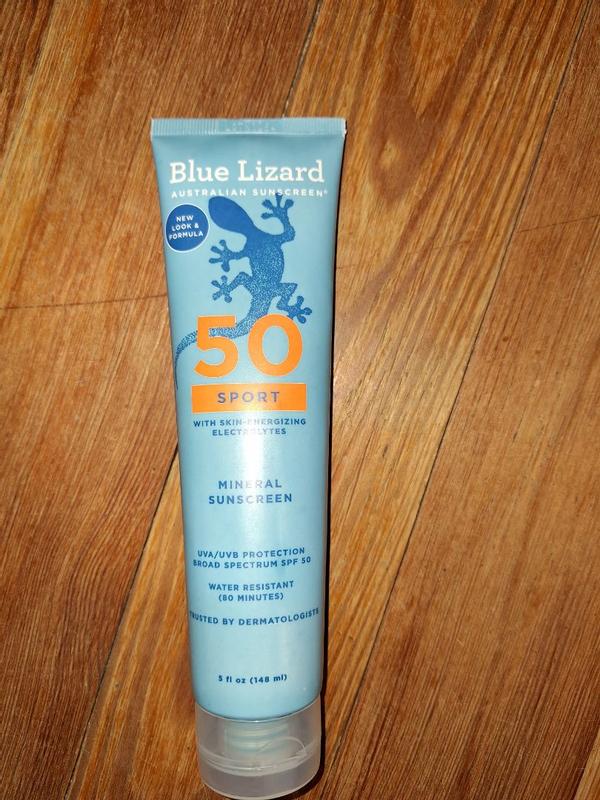 Blue Lizard
AUSTRALIAN SUNSCREEN®
NEW
LOOK &
FORMULA
50
SPORT
WITH SKIN-ENERGIZING
ELECTROLYTES
MINERAL
SUNSCREEN
UVA/UVB PROTECTION
BROAD SPECTRUM SPF 50
WATER RESISTANT
(80 MINUTES)
TRUSTED BY DERMATOLOGISTS
5 fl oz (148 ml)